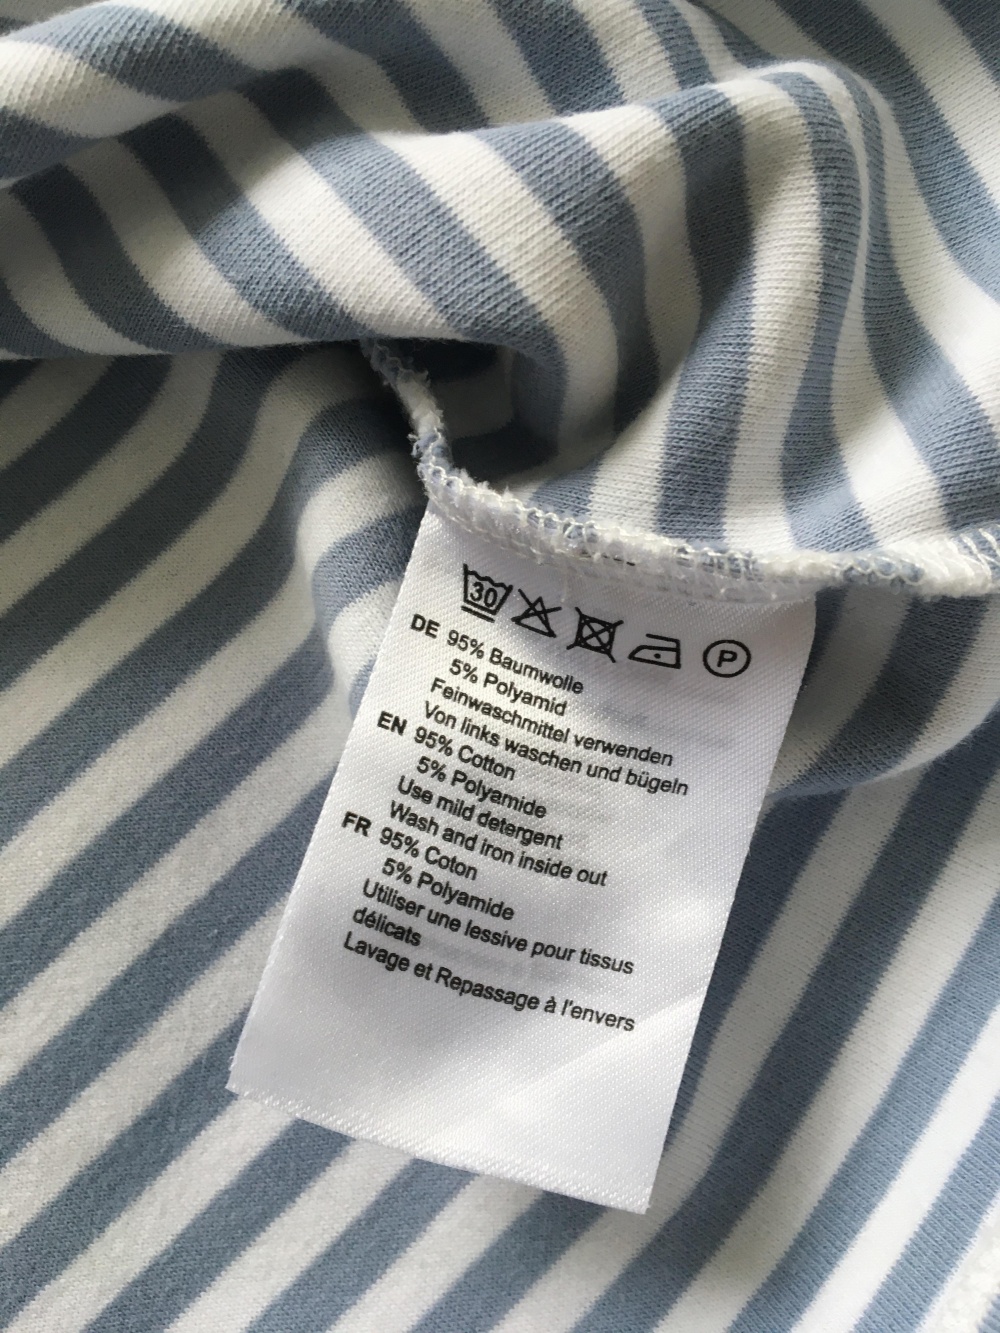 30 P
DE 95% Baumwolle
5% Polyamid
Feinwaschmittel verwenden
Von links waschen und bügeln
EN 95% Cotton
5% Polyamide
Use mild detergent
Wash and iron inside out
FR 95% Coton
5% Polyamide
Utiliser une lessive pour tissus
délicats
Lavage et Repassage à l'envers